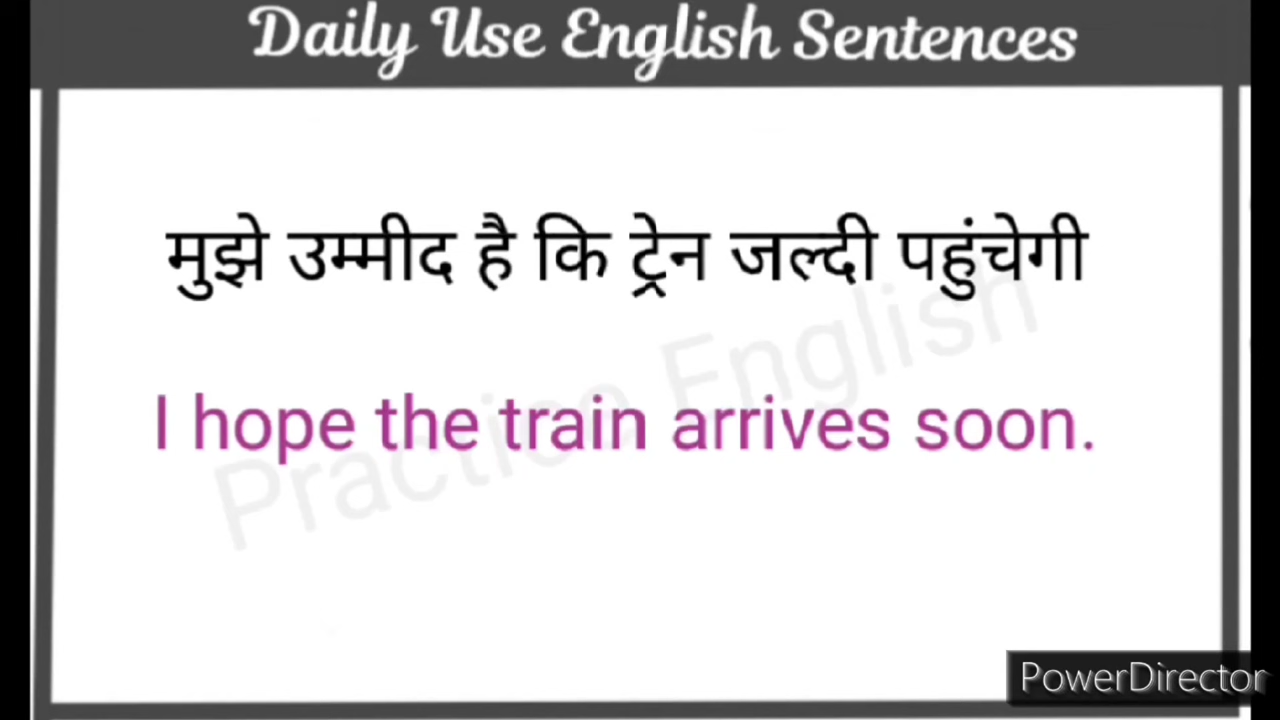 Daily Use English Sentences
मुझे उम्मीद है कि ट्रेन जल्दी पहुंचेगी
I hope the train arrives soon.
Practice English
PowerDirector